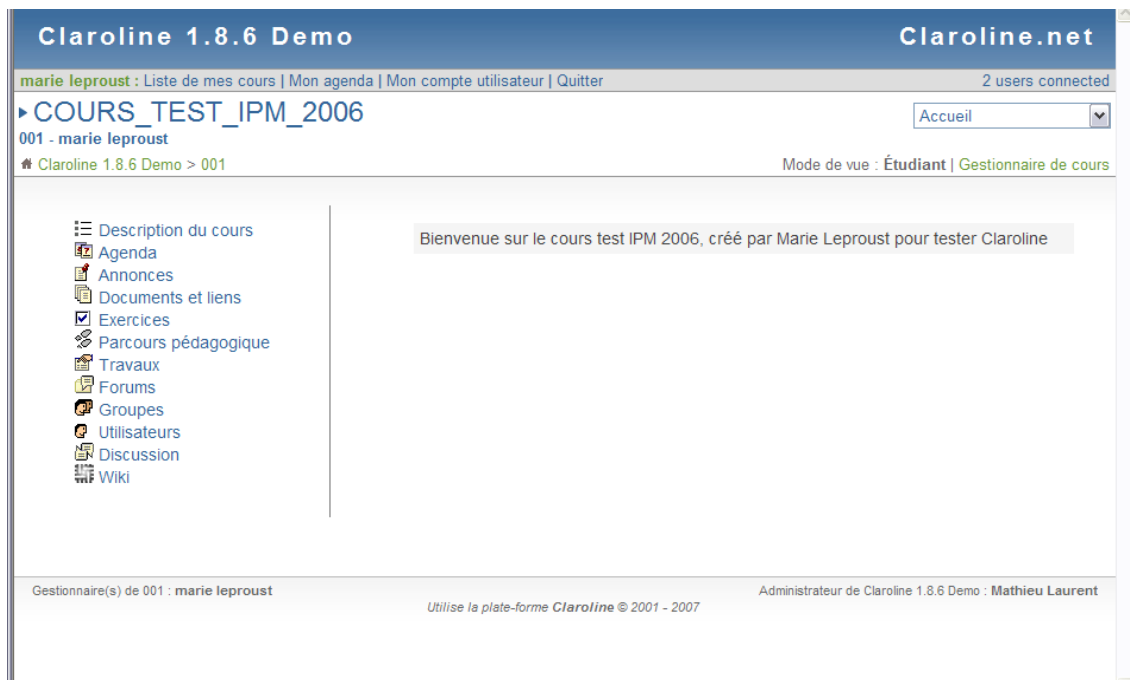 Claroline 1.8.6 Demo Claroline.net
marie leproust : Liste de mes cours | Mon agenda | Mon compte utilisateur | Quitter 2 users connected
COURS_TEST_IPM_2006 Accueil
001 - marie leproust
Claroline 1.8.6 Demo > 001 Mode de vue : Étudiant | Gestionnaire de cours
Description du cours
Agenda
Annonces
Documents et liens
Exercices
Parcours pédagogique
Travaux
Forums
Groupes
Utilisateurs
Discussion
Wiki
Bienvenue sur le cours test IPM 2006, créé par Marie Leproust pour tester Claroline
Gestionnaire(s) de 001 : marie leproust Administrateur de Claroline 1.8.6 Demo : Mathieu Laurent
Utilise la plate-forme Claroline © 2001 - 2007